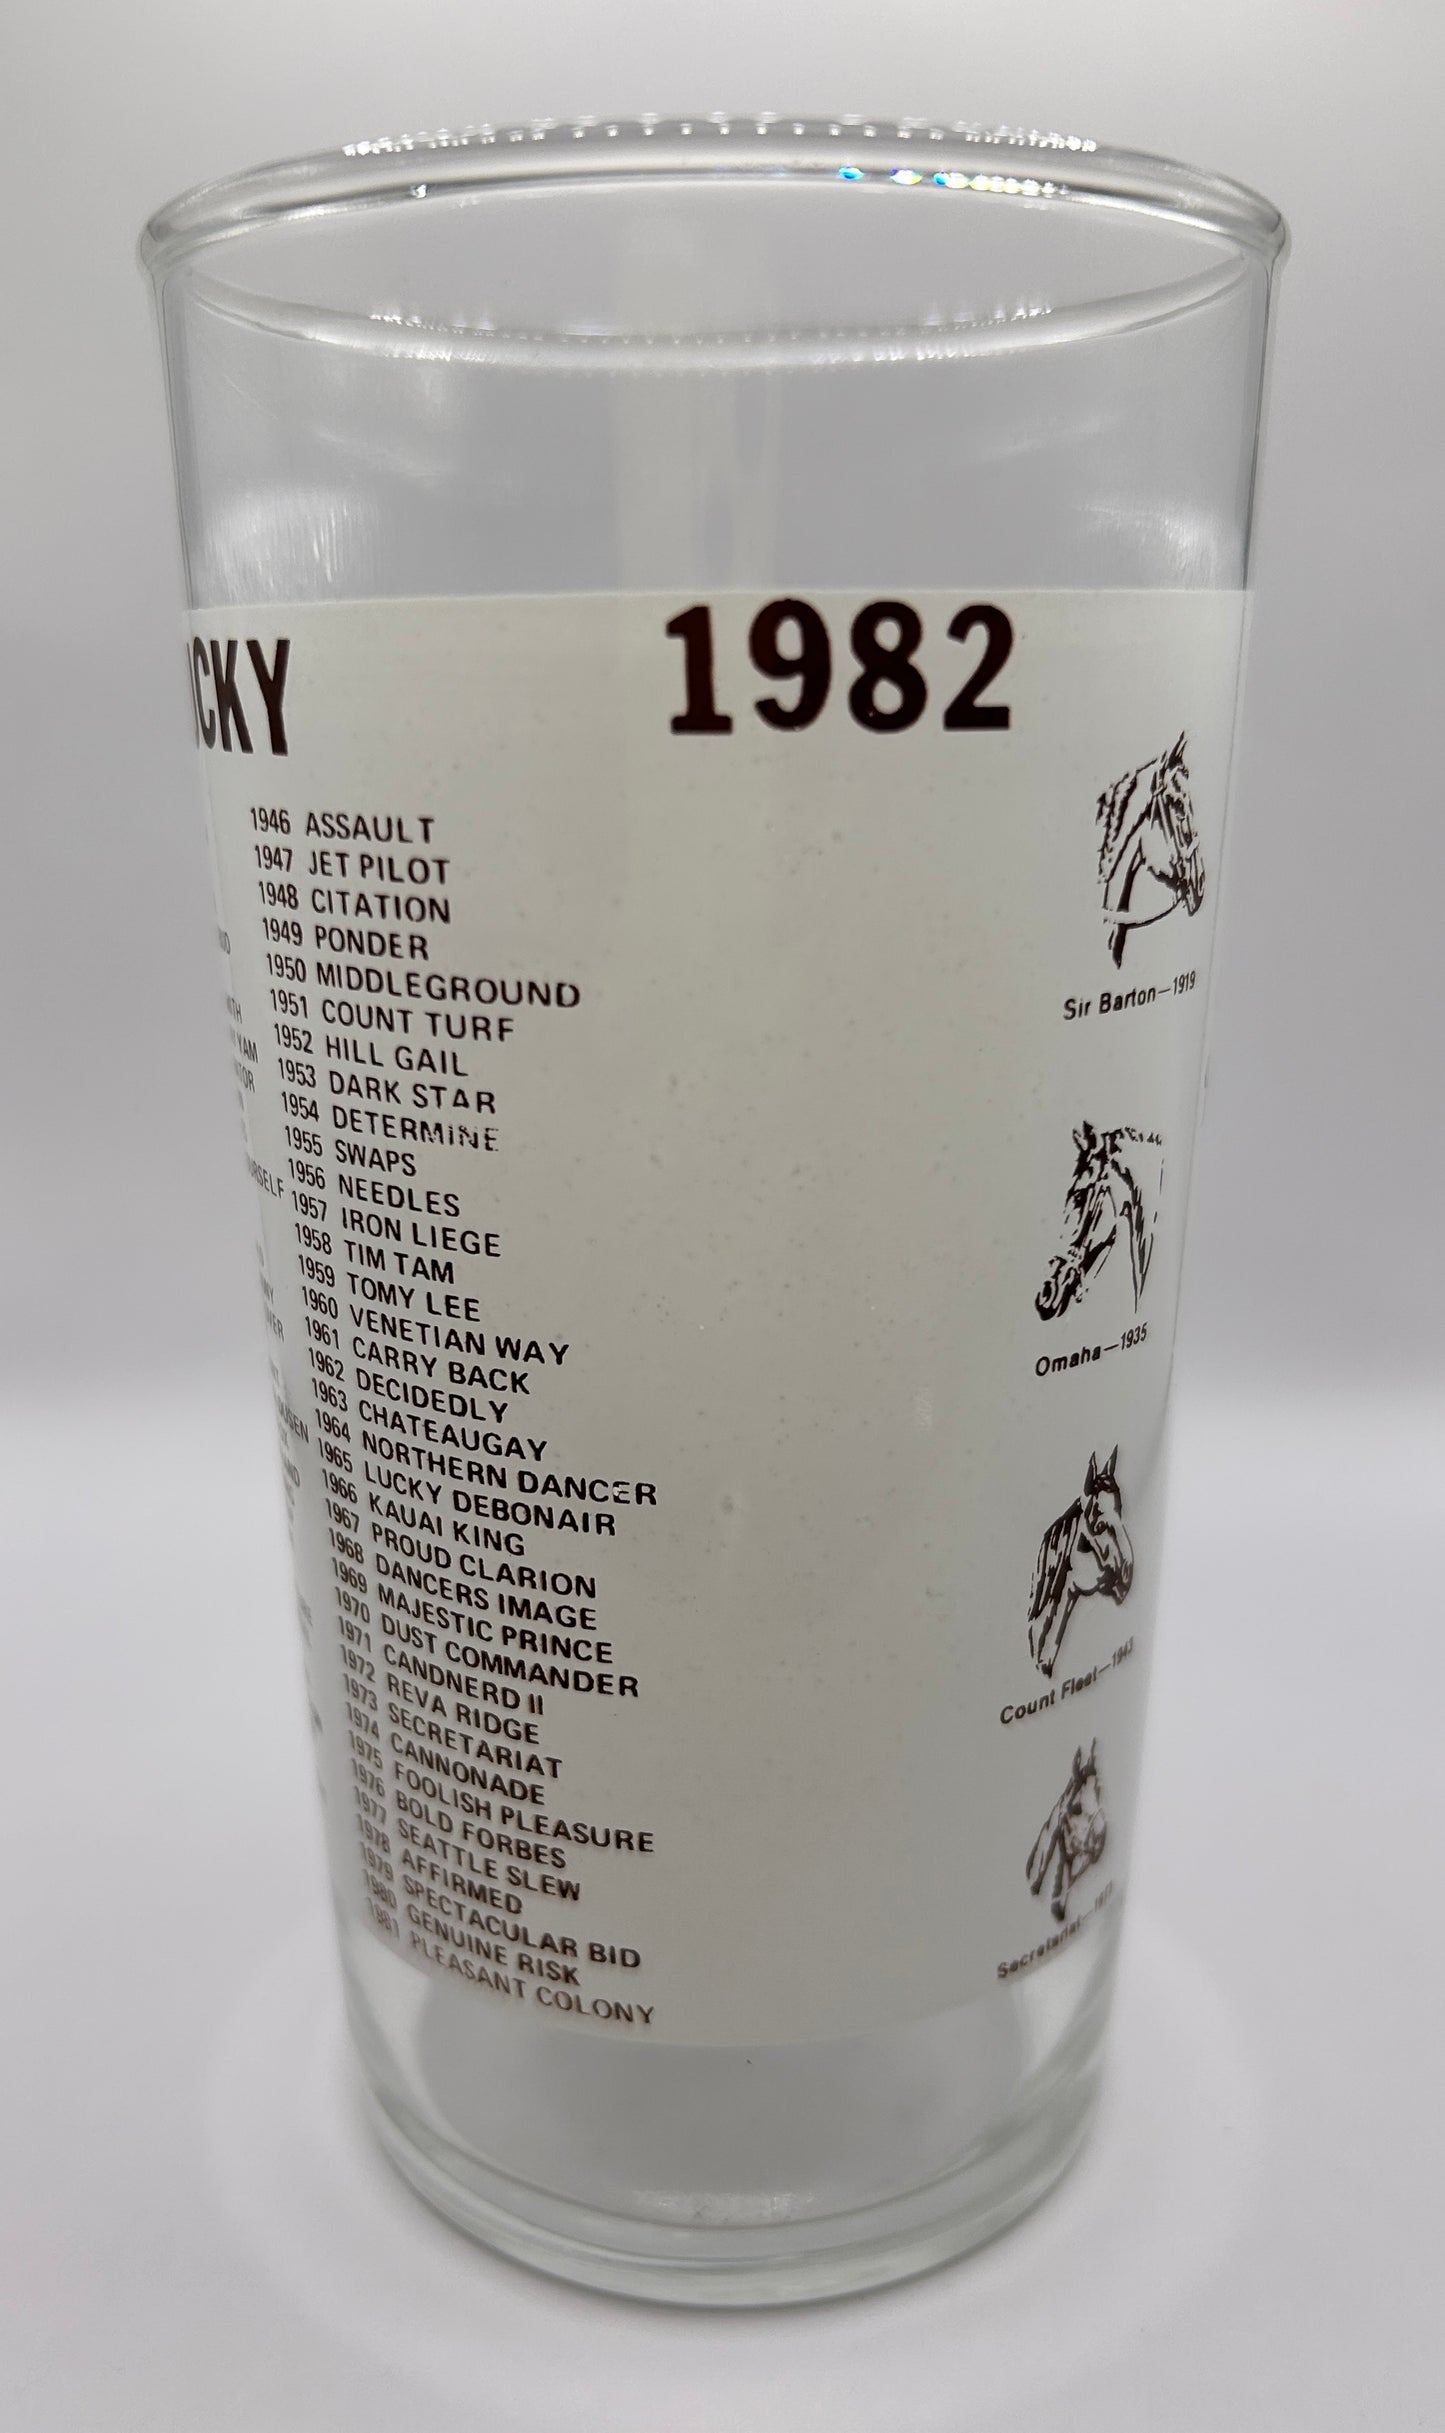 CKY
1982
1946 ASSAULT
1947 JET PILOT
1948 CITATION
1949 PONDER
1950 MIDDLEGROUND
1951 COUNT TURF
1952 HILL GAIL
1953 DARK STAR
1954 DETERMINE
1955 SWAPS
1956 NEEDLES
1957 IRON LIEGE
1958 TIM TAM
1959 TOMY LEE
1960 VENETIAN WAY
1961 CARRY BACK
1962 DECIDEDLY
1963 CHATEAUGAY
1964 NORTHERN DANCER
1965 LUCKY DEBONAIR
1966 KAUAI KING
1967 PROUD CLARION
1968 DANCERS IMAGE
1969 MAJESTIC PRINCE
1970 DUST COMMANDER
1971 CANDNERD II
1972 REVA RIDGE
1973 SECRETARIAT
1974 CANNONADE
1975 FOOLISH PLEASURE
1976 BOLD FORBES
1977 SEATTLE SLEW
1978 AFFIRMED
1979 SPECTACULAR BID
1980 GENUINE RISK
1981 PLEASANT COLONY
Sir Barton—1919
Omaha—1935
Count Fleet—1943
Secretariat—1973